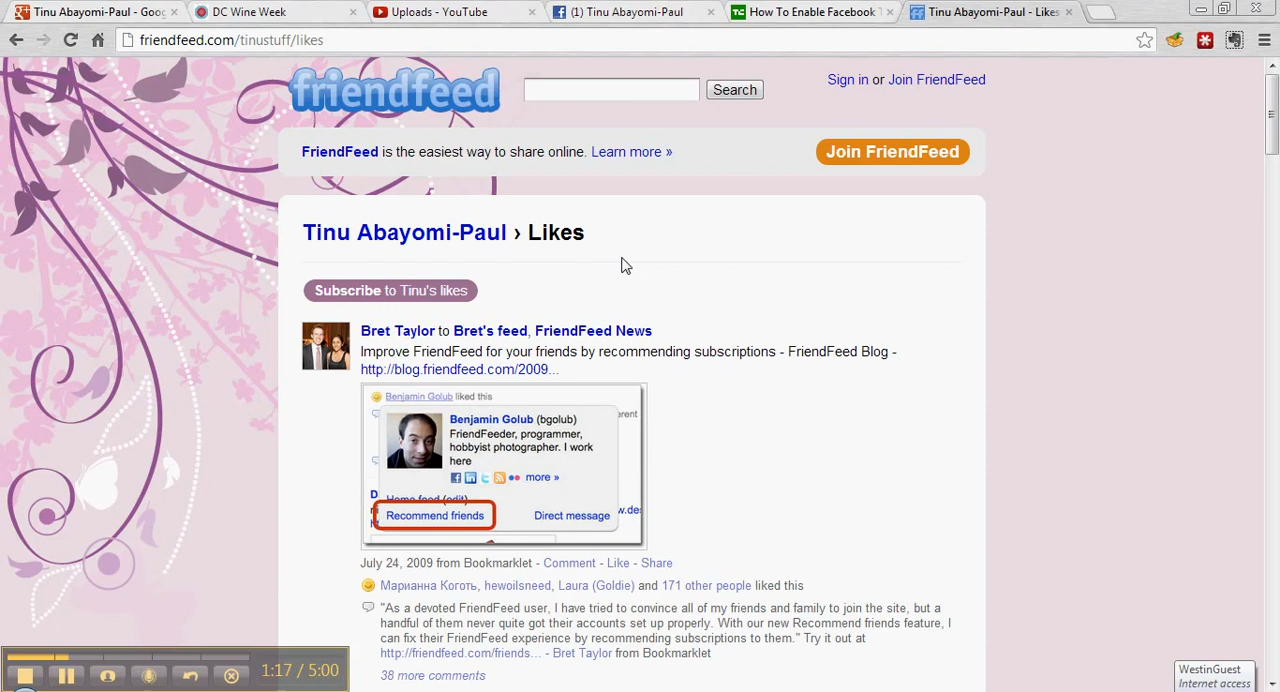 Tinu Abayomi-Paul - Goo
DC Wine Week
Uploads - YouTube
(1) Tinu Abayomi-Paul
How To Enable Facebook T
Tinu Abayomi-Paul - Likes
friendfeed.com/tinustuff/likes
friendfeed
Search
Sign in or Join FriendFeed
FriendFeed is the easiest way to share online. Learn more »
Join FriendFeed
Tinu Abayomi-Paul › Likes
Subscribe to Tinu's likes
Bret Taylor to Bret's feed, FriendFeed News
Improve FriendFeed for your friends by recommending subscriptions - FriendFeed Blog -
http://blog.friendfeed.com/2009...
Benjamin Golub liked this
Benjamin Golub (bgolub)
FriendFeeder, programmer,
hobbyist photographer. I work
here
more »
erent
Home feed (edit)
Recommend friends
Direct message
w.des
July 24, 2009 from Bookmarklet - Comment - Like - Share
Марианна Коготь, hewoilsneed, Laura (Goldie) and 171 other people liked this
"As a devoted FriendFeed user, I have tried to convince all of my friends and family to join the site, but a
handful of them never quite got their accounts set up properly. With our new Recommend friends feature, I
can fix their FriendFeed experience by recommending subscriptions to them." Try it out at
http://friendfeed.com/friends... - Bret Taylor from Bookmarklet
38 more comments
1:17 / 5:00
WestinGuest
Internet access